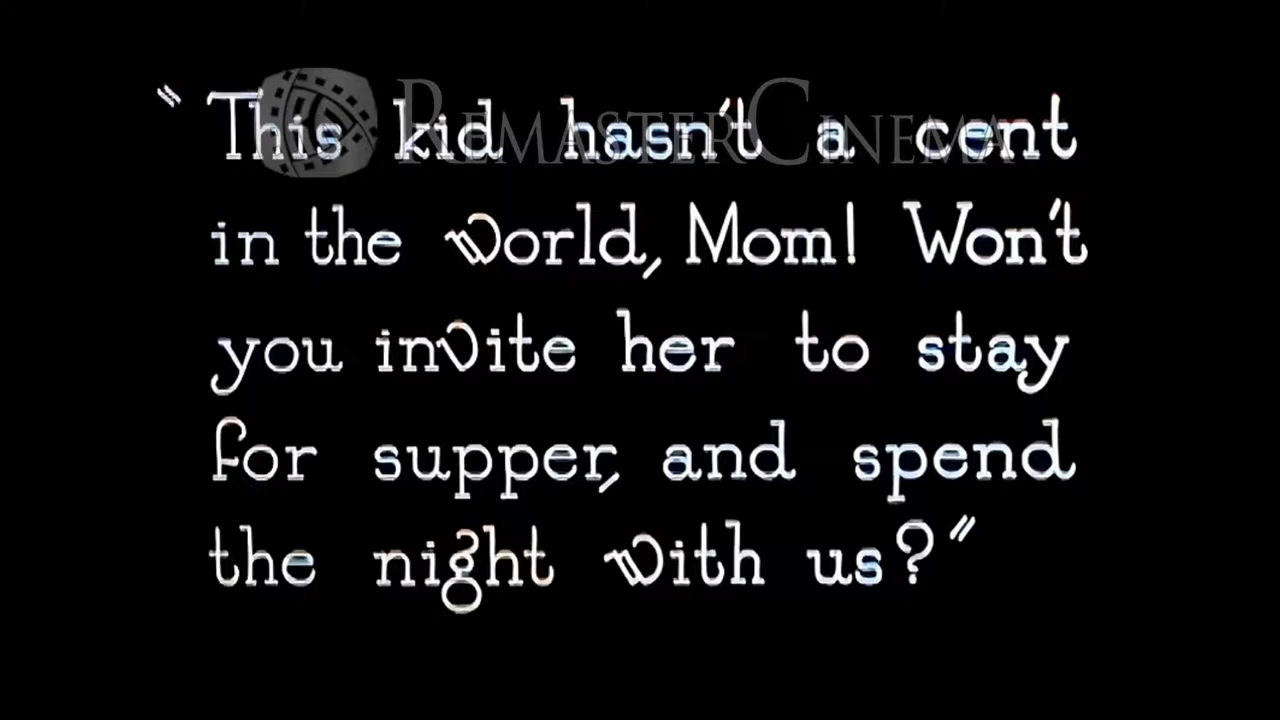 REMASTERCINEMA
"This kid hasn't a cent
in the world, Mom! Won't
you invite her to stay
for supper, and spend
the night with us?"